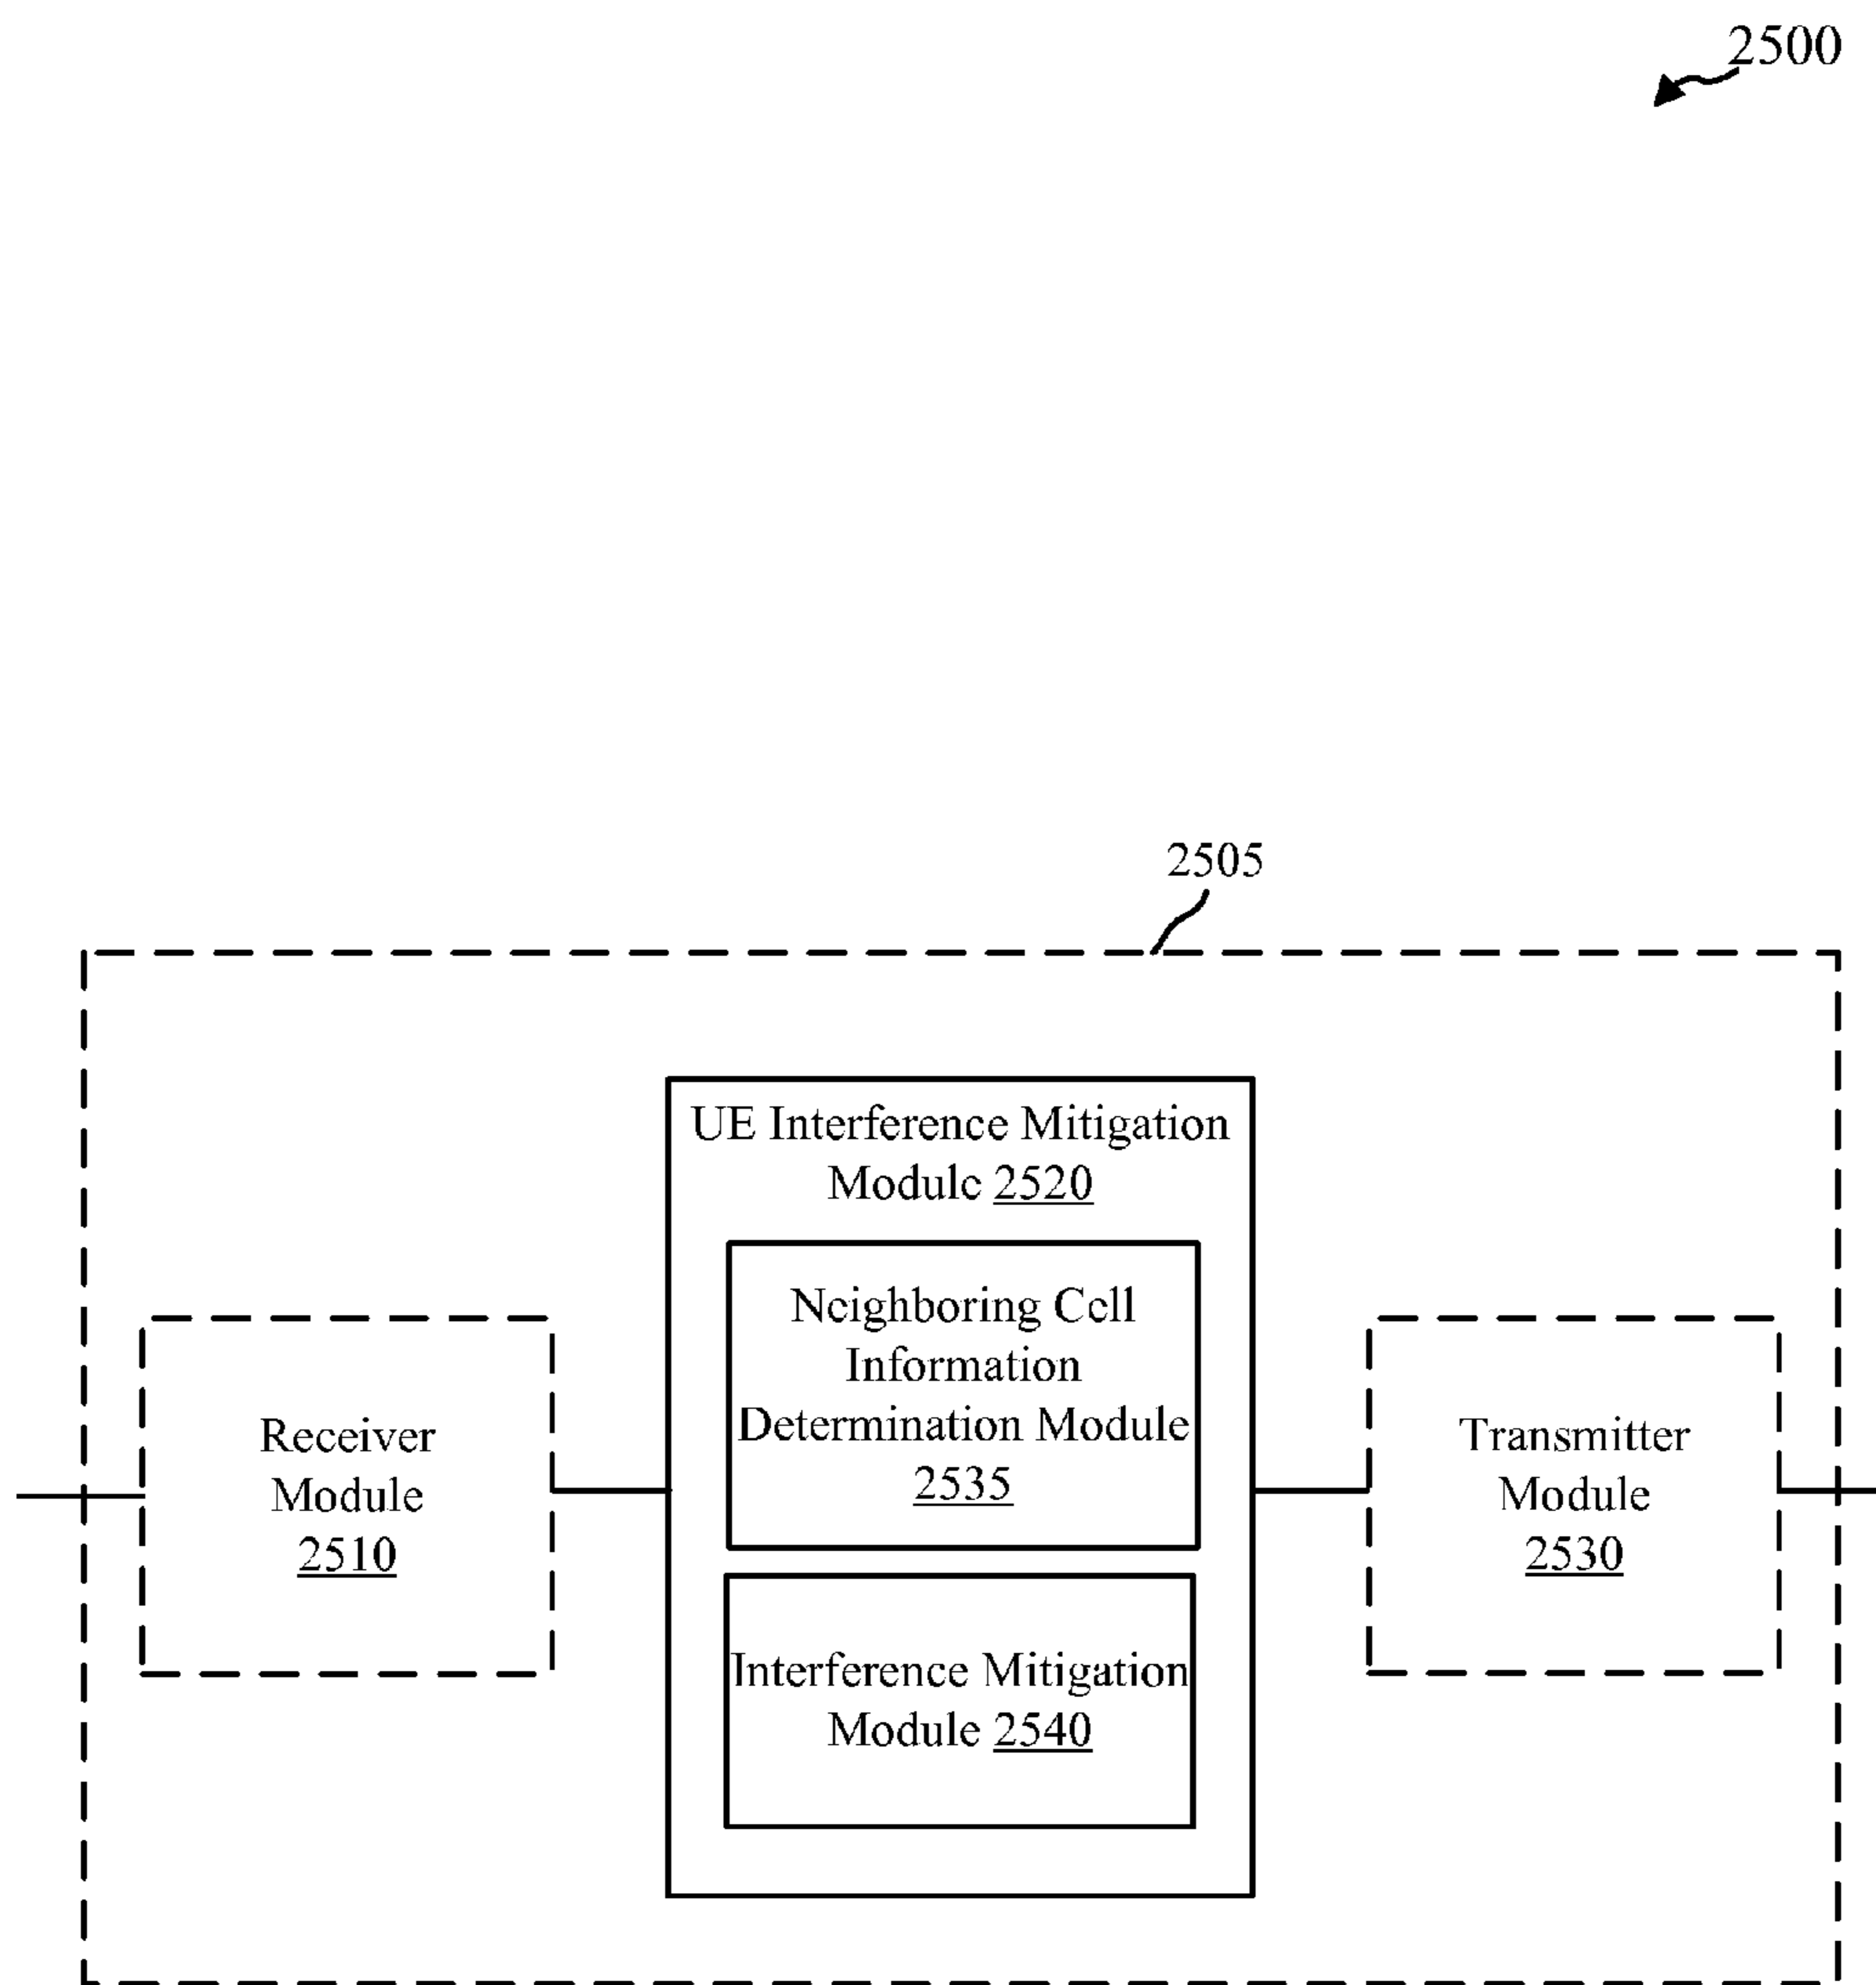 2500
2505
UE Interference Mitigation
Module 2520
Neighboring Cell
Information
Determination Module
2535
Receiver
Module
2510
Transmitter
Module
2530
Interference Mitigation
Module 2540